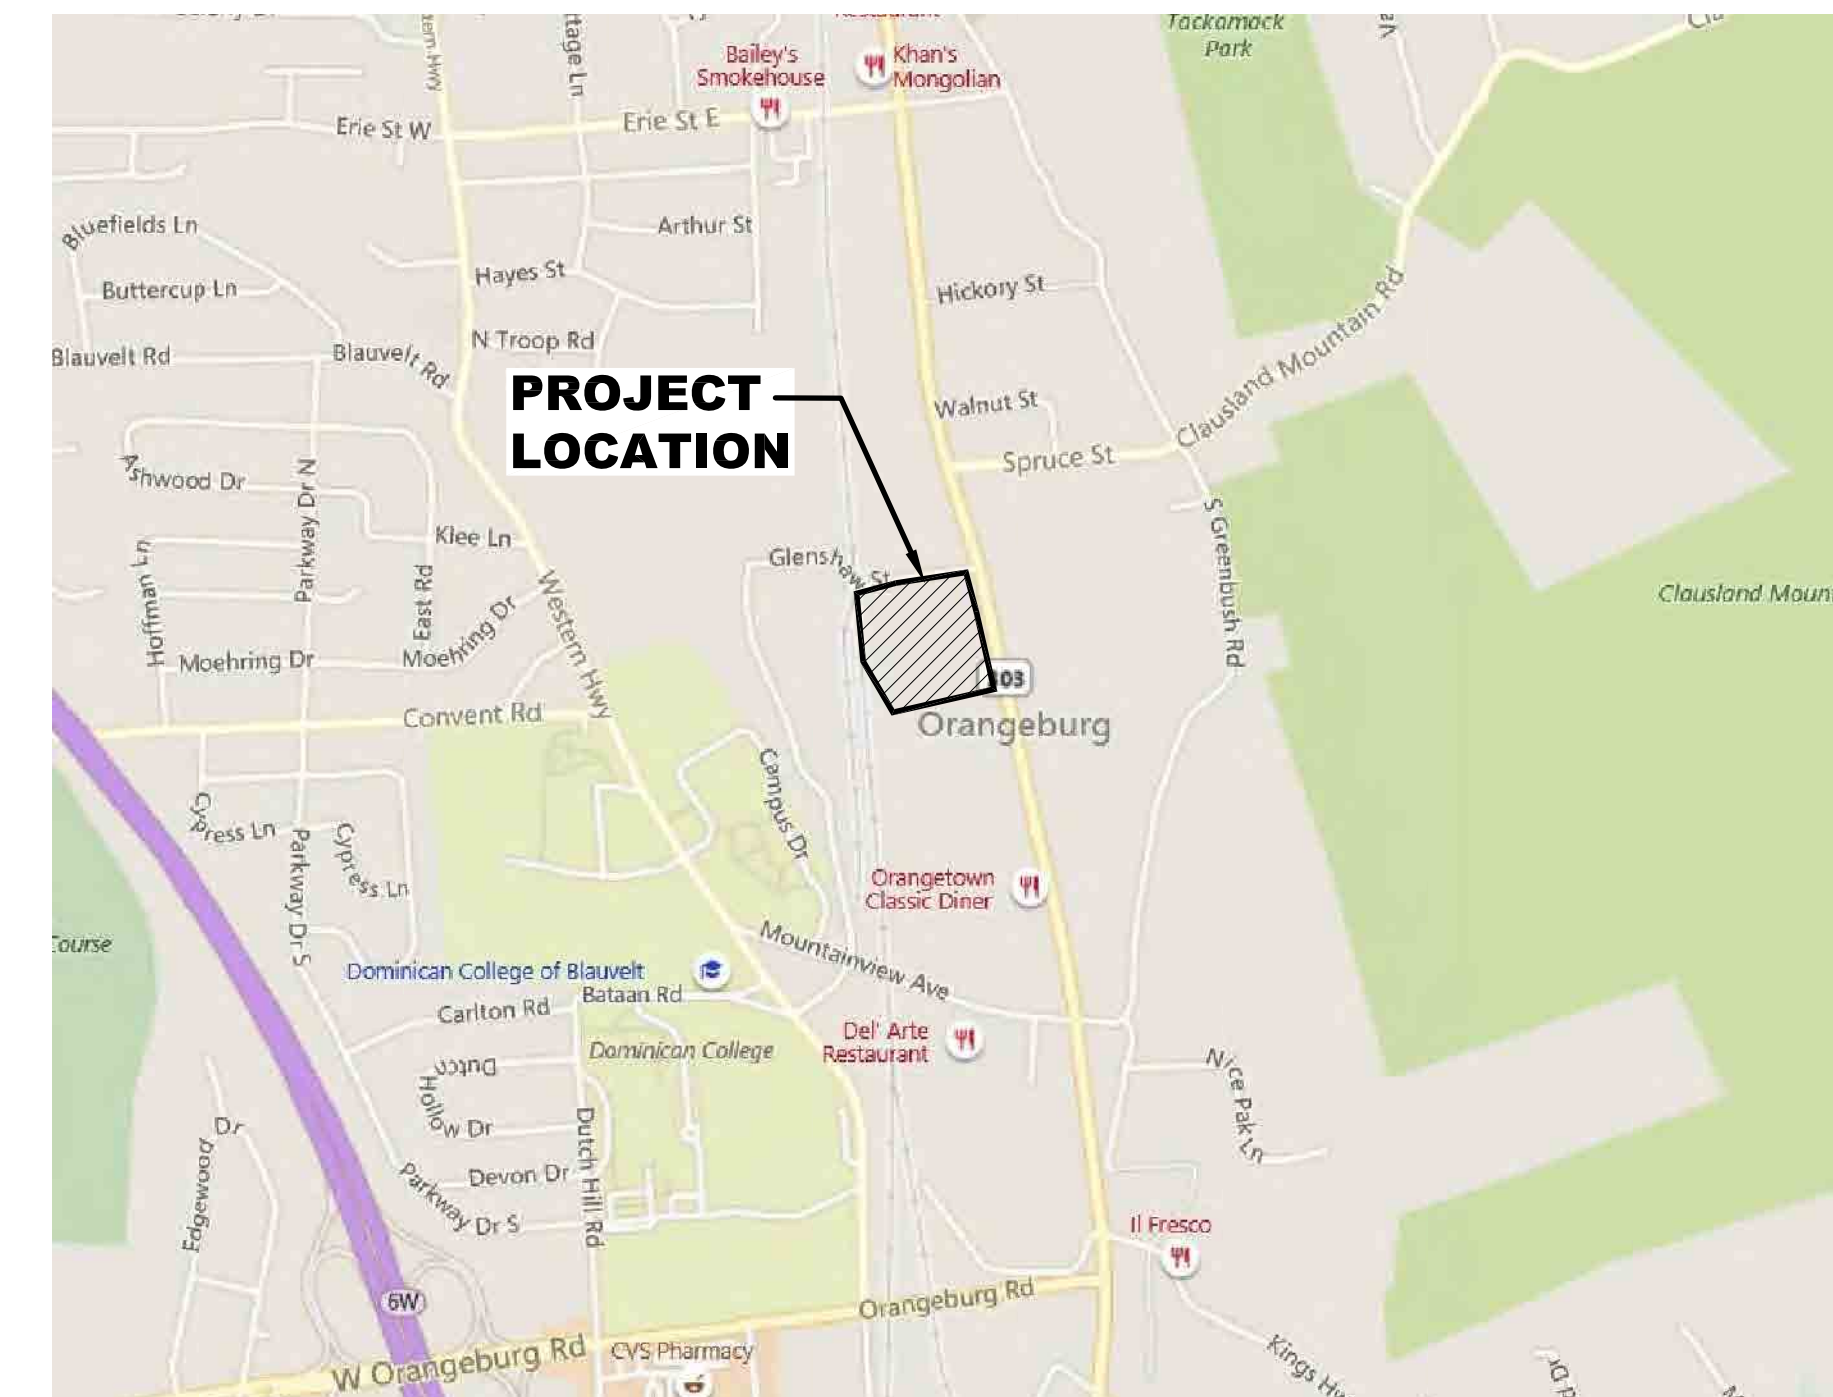 Tackamack
Park
Bailey's
Smokehouse
Khan's
Mongolian
Erie St W
Erie St E
Bluefields Ln
Arthur St
Buttercup Ln
Hayes St
Hickory St
Blauvelt Rd
Blauvelt Rd
N Troop Rd
Clausland Mountain Rd
PROJECT
LOCATION
Walnut St
Spruce St
Ashwood Dr
Parkway Dr N
Klee Ln
Hoffman Ln
East Rd
Glenshaw St
S Greenbush Rd
Moehring Dr
Moehring Dr
Western Hwy
Convent Rd
Orangeburg
Campus Dr
Cypress Ln
Cypress Ln
Parkway Dr S
Orangetown
Classic Diner
Mountainview Ave
Dominican College of Blauvelt
Bataan Rd
Carlton Rd
Dominican College
Del' Arte
Restaurant
Dutch
Hollow Dr
Nice Pak Ln
Edgewood Dr
Dutch Hill Rd
Devon Dr
Parkway Dr S
Il Fresco
6W
Orangeburg Rd
W Orangeburg Rd
CVS Pharmacy